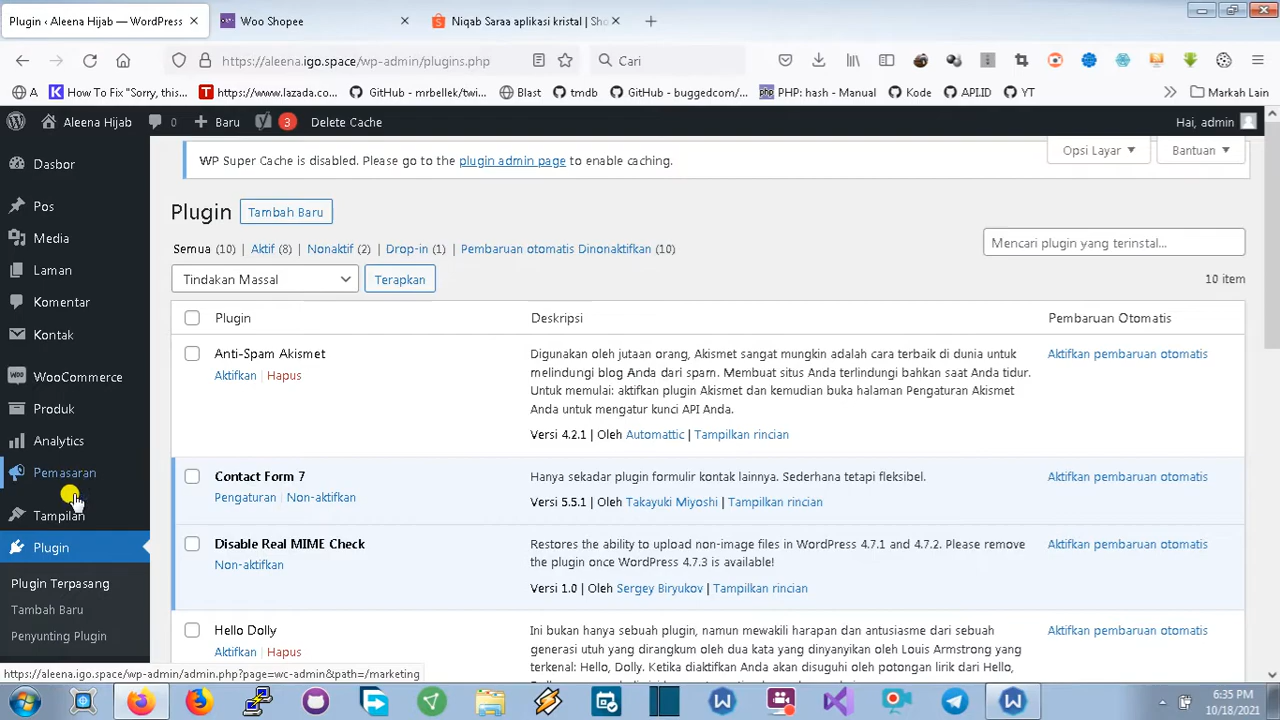 Plugin ‹ Aleena Hijab — WordPress
Woo Shopee
Niqab Saraa aplikasi kristal | Sho
https://aleena.igo.space/wp-admin/plugins.php
Cari
A
How To Fix "Sorry, this...
https://www.lazada.co...
GitHub - mrbellek/twi...
Blast
tmdb
GitHub - buggedcom/...
PHP: hash - Manual
Kode
API.ID
YT
Markah Lain
Aleena Hijab
0
Baru
3
Delete Cache
Hai, admin
WP Super Cache is disabled. Please go to the plugin admin page to enable caching.
Opsi Layar
Bantuan
Dasbor
Pos
Media
Laman
Komentar
Kontak
WooCommerce
Produk
Analytics
Pemasaran
Tampilan
Plugin
Plugin Terpasang
Tambah Baru
Penyunting Plugin
Plugin
Tambah Baru
Semua (10) | Aktif (8) | Nonaktif (2) | Drop-in (1) | Pembaruan otomatis Dinonaktifkan (10)
Mencari plugin yang terinstal...
Tindakan Massal
Terapkan
10 item
Plugin
Deskripsi
Pembaruan Otomatis
Anti-Spam Akismet
Aktifkan | Hapus
Digunakan oleh jutaan orang, Akismet sangat mungkin adalah cara terbaik di dunia untuk
melindungi blog Anda dari spam. Membuat situs Anda terlindungi bahkan saat Anda tidur.
Untuk memulai: aktifkan plugin Akismet dan kemudian buka halaman Pengaturan Akismet
Anda untuk mengatur kunci API Anda.
Versi 4.2.1 | Oleh Automattic | Tampilkan rincian
Aktifkan pembaruan otomatis
Contact Form 7
Pengaturan | Non-aktifkan
Hanya sekadar plugin formulir kontak lainnya. Sederhana tetapi fleksibel.
Versi 5.5.1 | Oleh Takayuki Miyoshi | Tampilkan rincian
Aktifkan pembaruan otomatis
Disable Real MIME Check
Non-aktifkan
Restores the ability to upload non-image files in WordPress 4.7.1 and 4.7.2. Please remove
the plugin once WordPress 4.7.3 is available!
Versi 1.0 | Oleh Sergey Biryukov | Tampilkan rincian
Aktifkan pembaruan otomatis
Hello Dolly
Aktifkan | Hapus
Ini bukan hanya sebuah plugin, namun mewakili harapan dan antusiasme dari sebuah
generasi utuh yang dirangkum oleh dua kata yang dinyanyikan oleh Louis Armstrong yang
terkenal: Hello, Dolly. Ketika diaktifkan Anda akan disuguhi oleh potongan lirik dari Hello,
Aktifkan pembaruan otomatis
https://aleena.igo.space/wp-admin/admin.php?page=wc-admin&path=/marketing
6:35 PM
10/18/2021